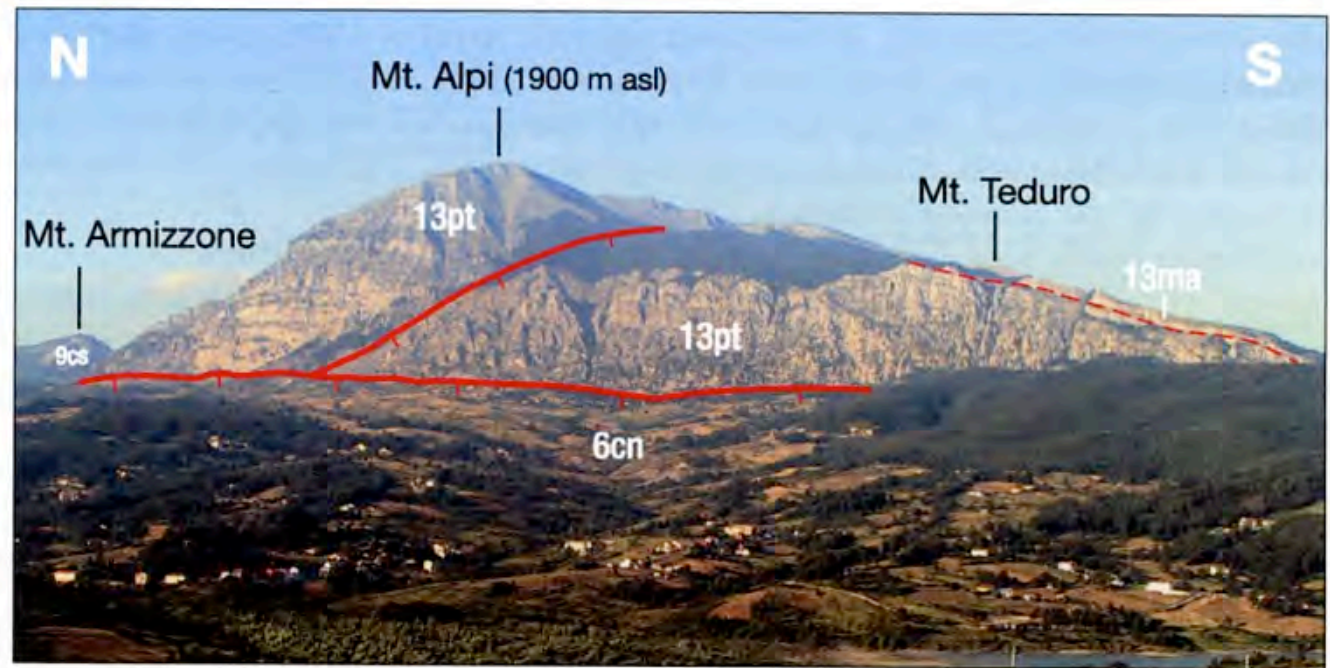 N
S
Mt. Alpi (1900 m asl)
Mt. Teduro
Mt. Armizzone
13pt
13ma
13pt
9cs
6cn